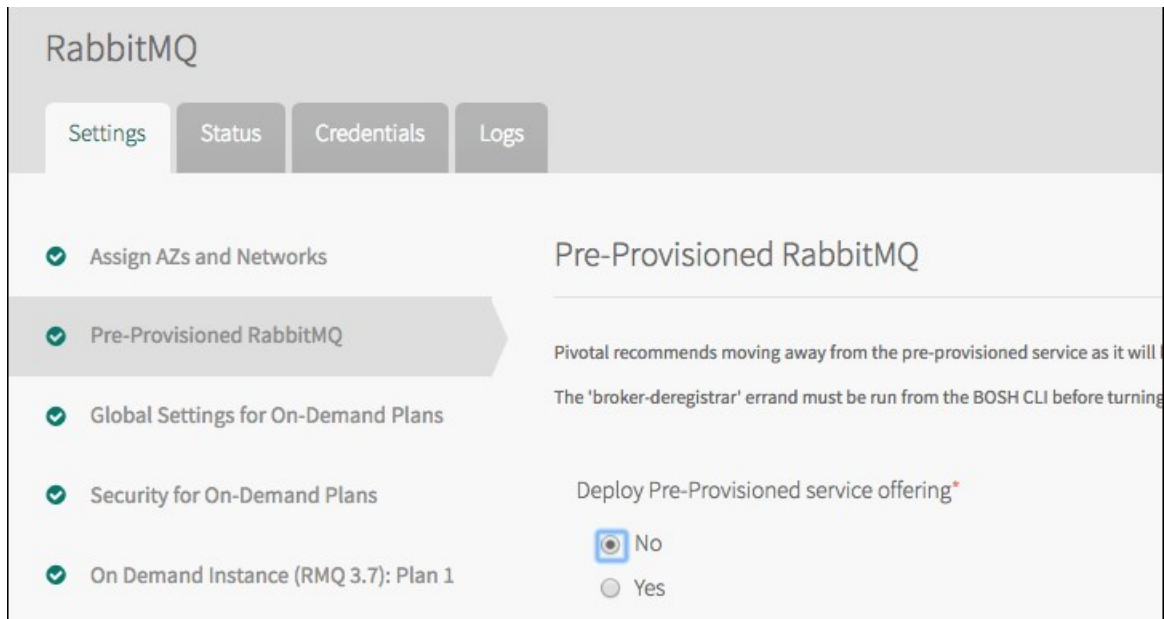 RabbitMQ
Settings
Status
Credentials
Logs
Assign AZs and Networks
Pre-Provisioned RabbitMQ
Global Settings for On-Demand Plans
Security for On-Demand Plans
On Demand Instance (RMQ 3.7): Plan 1
Pre-Provisioned RabbitMQ
Pivotal recommends moving away from the pre-provisioned service as it will
The 'broker-deregistrar' errand must be run from the BOSH CLI before turning
Deploy Pre-Provisioned service offering*
No
Yes